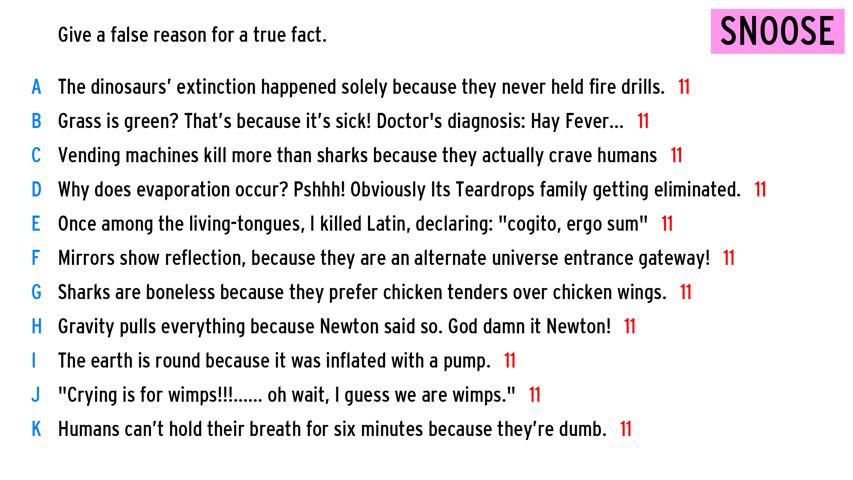 Give a false reason for a true fact.
SNOOSE
A The dinosaurs’ extinction happened solely because they never held fire drills. 11
B Grass is green? That’s because it’s sick! Doctor's diagnosis: Hay Fever... 11
C Vending machines kill more than sharks because they actually crave humans 11
D Why does evaporation occur? Pshhh! Obviously Its Teardrops family getting eliminated. 11
E Once among the living-tongues, I killed Latin, declaring: "cogito, ergo sum" 11
F Mirrors show reflection, because they are an alternate universe entrance gateway! 11
G Sharks are boneless because they prefer chicken tenders over chicken wings. 11
H Gravity pulls everything because Newton said so. God damn it Newton! 11
I The earth is round because it was inflated with a pump. 11
J "Crying is for wimps!!!...... oh wait, I guess we are wimps." 11
K Humans can’t hold their breath for six minutes because they’re dumb. 11